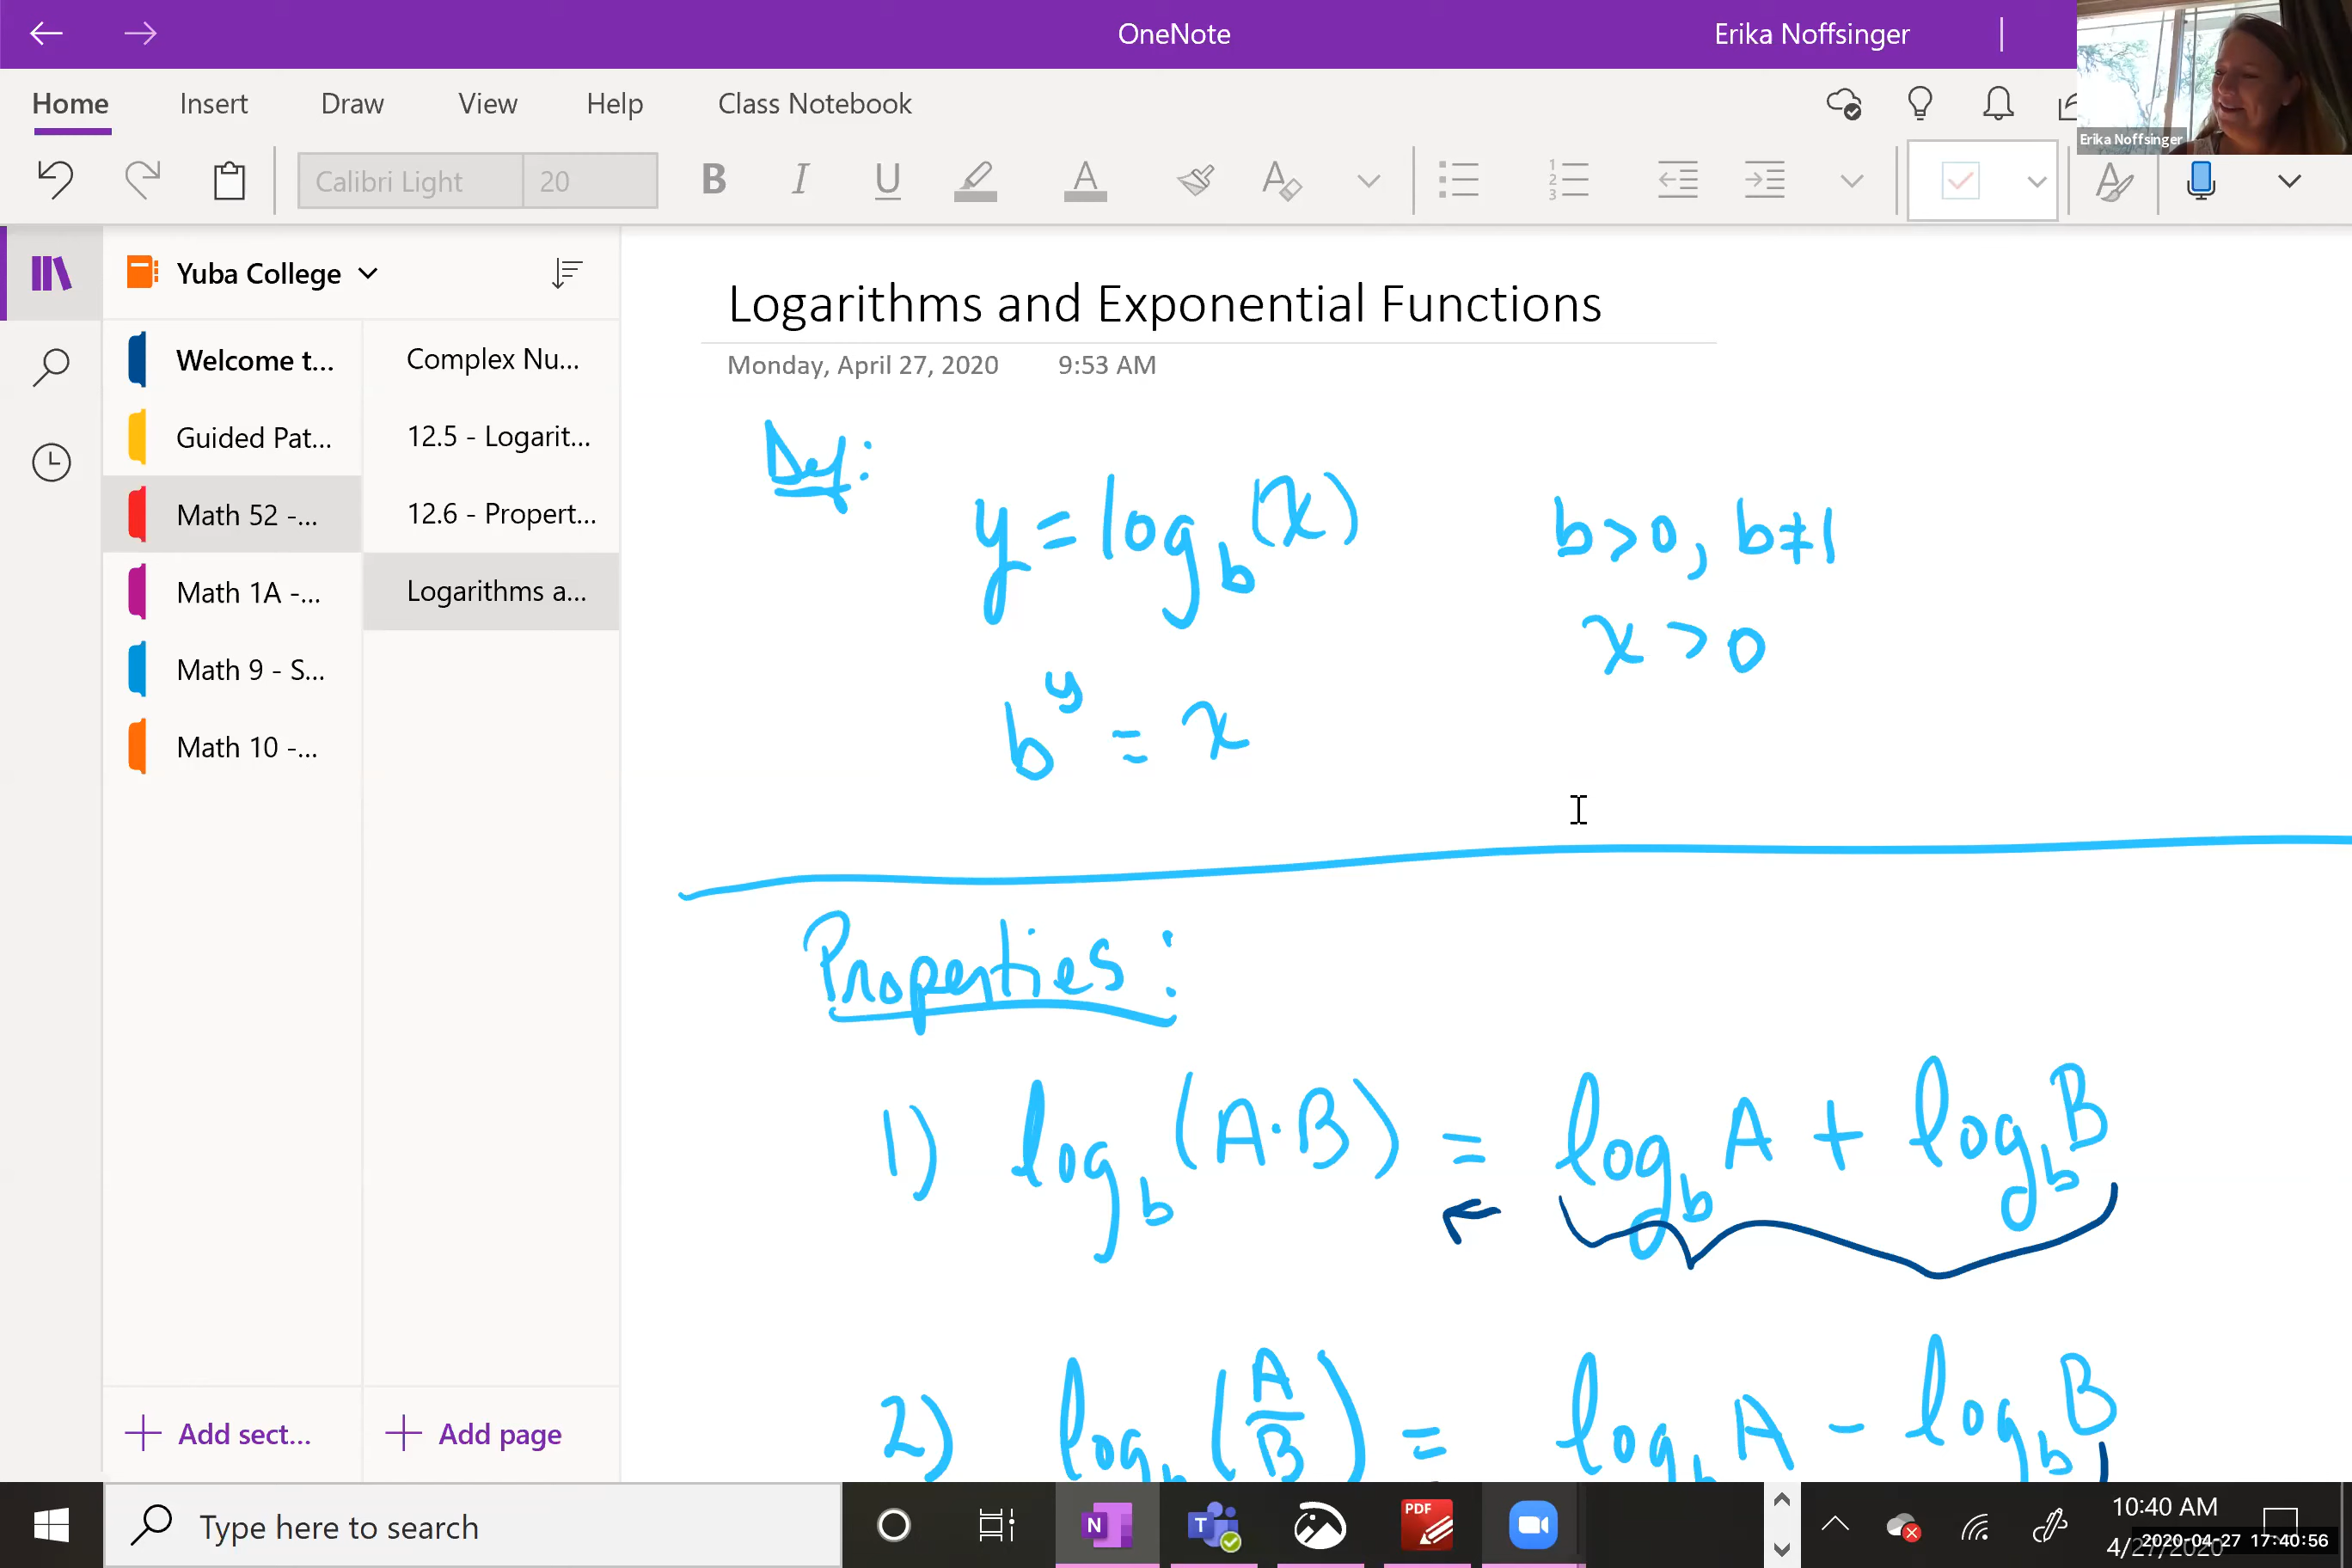 OneNote
Erika Noffsinger
Erika Noffsinger
Home Insert Draw View Help Class Notebook
Calibri Light 20 B I U A A
Yuba College
Welcome t...
Guided Pat...
Math 52 -...
Math 1A -...
Math 9 - S...
Math 10 -...
Complex Nu...
12.5 - Logarit...
12.6 - Propert...
Logarithms a...
Add sect...
Add page
Logarithms and Exponential Functions
Monday, April 27, 2020 9:53 AM
Def:
y = log_b (x) b > 0, b ≠ 1
x > 0
b^y = x
Properties:
1) log_b (A·B) = log_b A + log_b B
←
2) log_b (A/B) = log_b A - log_b B
Type here to search
N
T
PDF
10:40 AM
2020-04-27 17:40:56